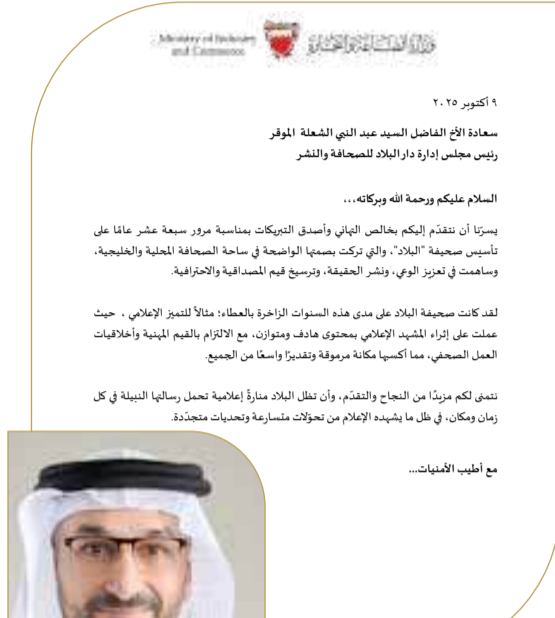 Ministry of Industry
and Commerce
وزارة الصناعة والتجارة
٩ أكتوبر ٢٠٢٥
سعادة الأخ الفاضل السيد عبد النبي الشعلة الموقر
رئيس مجلس إدارة دار البلاد للصحافة والنشر
السلام عليكم ورحمة الله وبركاته،،،
يسرّنا أن نتقدّم إليكم بخالص التهاني وأصدق التبريكات بمناسبة مرور سبعة عشر عامًا على
تأسيس صحيفة "البلاد"، والتي تركت بصمتها الواضحة في ساحة الصحافة المحلية والخليجية،
وساهمت في تعزيز الوعي، ونشر الحقيقة، وترسيخ قيم المصداقية والاحترافية.
لقد كانت صحيفة البلاد على مدى هذه السنوات الزاخرة بالعطاء؛ مثالاً للتميز الإعلامي ، حيث
عملت على إثراء المشهد الإعلامي بمحتوى هادف ومتوازن، مع الالتزام بالقيم المهنية وأخلاقيات
العمل الصحفي، مما أكسبها مكانة مرموقة وتقديرًا واسعًا من الجميع.
نتمنى لكم مزيدًا من النجاح والتقدّم، وأن تظل البلاد منارةً إعلامية تحمل رسالتها النبيلة في كل
زمان ومكان، في ظل ما يشهده الإعلام من تحوّلات متسارعة وتحديات متجدّدة.
مع أطيب الأمنيات...